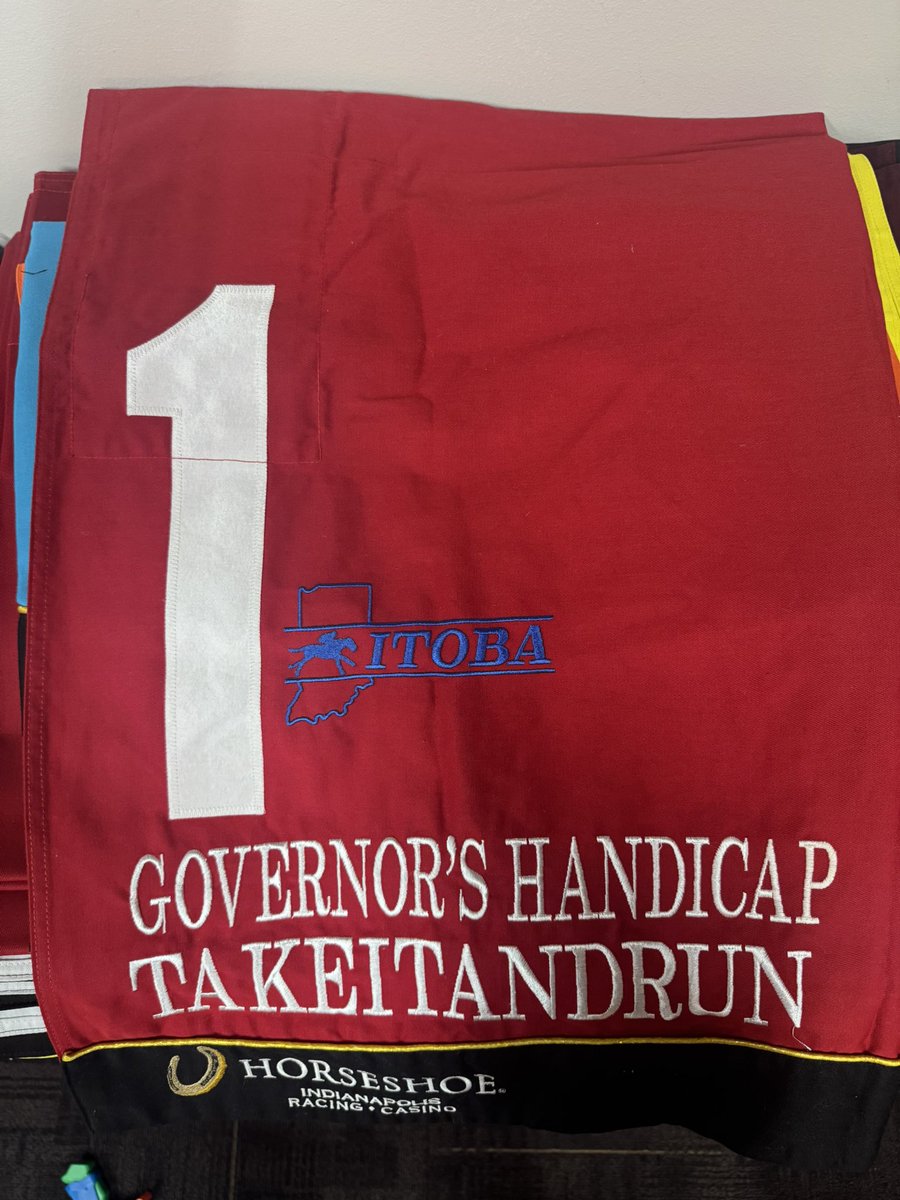 1
ITOBA
GOVERNOR'S HANDICAP
TAKEITANDRUN
HORSESHOE
INDIANAPOLIS
RACING • CASINO